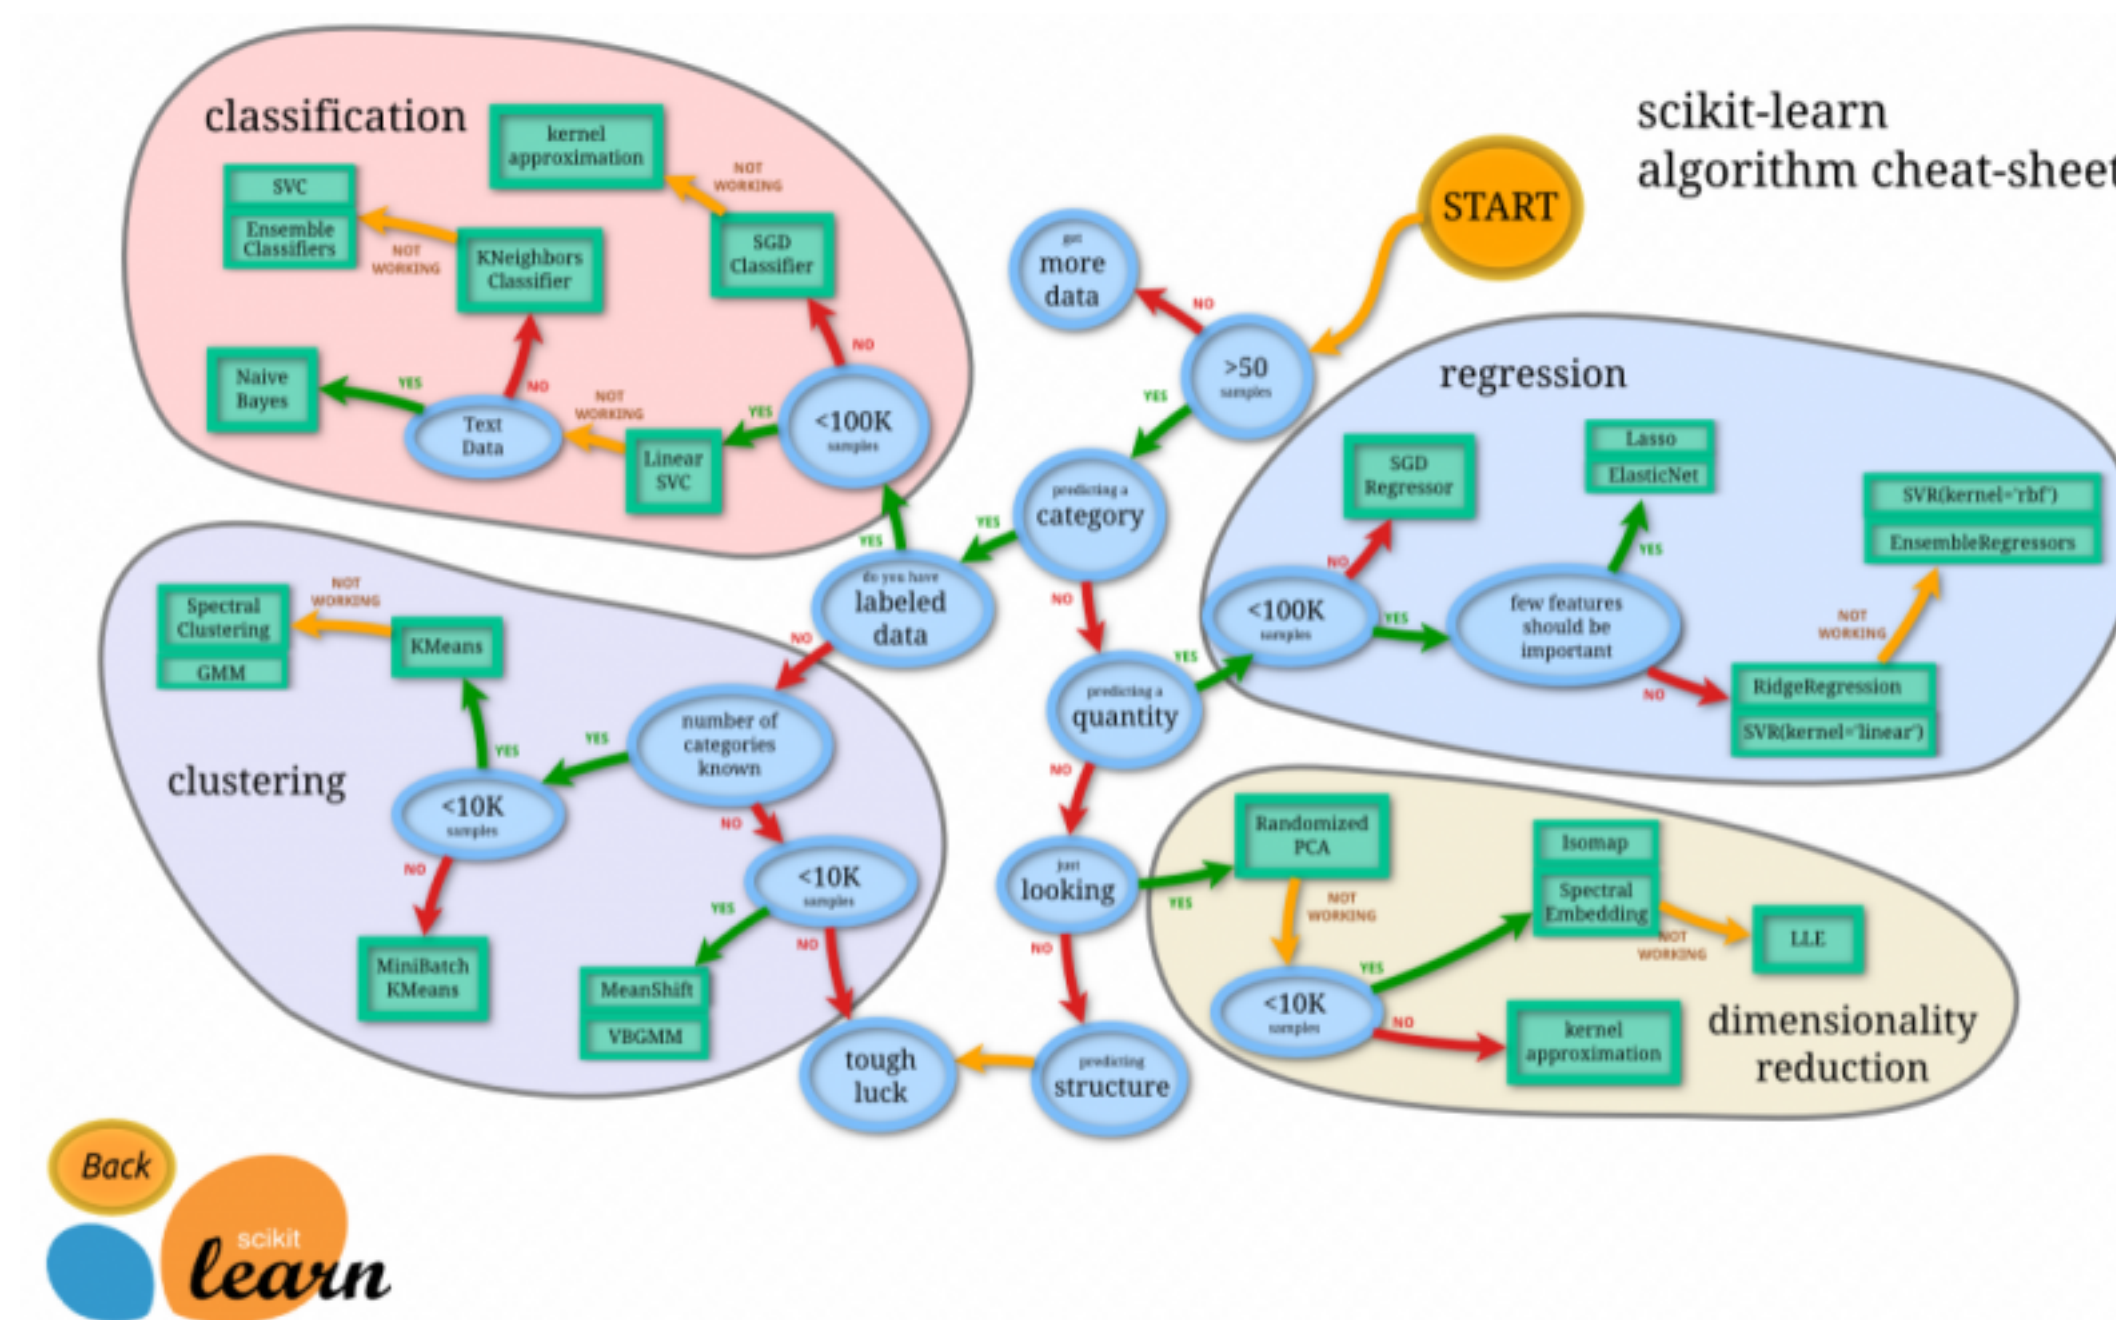 classification
kernel
approximation
NOT
WORKING
SVC
Ensemble
Classifiers
NOT
WORKING
KNeighbors
Classifier
SGD
Classifier
NO
Naive
Bayes
YES
Text
Data
NO
NOT
WORKING
Linear
SVC
YES
<100K
samples
YES
scikit-learn
algorithm cheat-sheet
START
get
more
data
NO
>50
samples
YES
predicting a
category
YES
NO
do you have
labeled
data
NO
predicting a
quantity
YES
NO
just
looking
YES
NO
predicting
structure
tough
luck
regression
SGD
Regressor
NO
<100K
samples
YES
few features
should be
important
YES
Lasso
ElasticNet
NO
RidgeRegression
SVR(kernel='linear')
NOT
WORKING
SVR(kernel='rbf')
EnsembleRegressors
clustering
Spectral
Clustering
GMM
NOT
WORKING
KMeans
YES
<10K
samples
NO
MiniBatch
KMeans
YES
number of
categories
known
NO
<10K
samples
YES
NO
MeanShift
VBGMM
Randomized
PCA
NOT
WORKING
<10K
samples
YES
NO
Isomap
Spectral
Embedding
NOT
WORKING
LLE
kernel
approximation
dimensionality
reduction
Back
scikit
learn